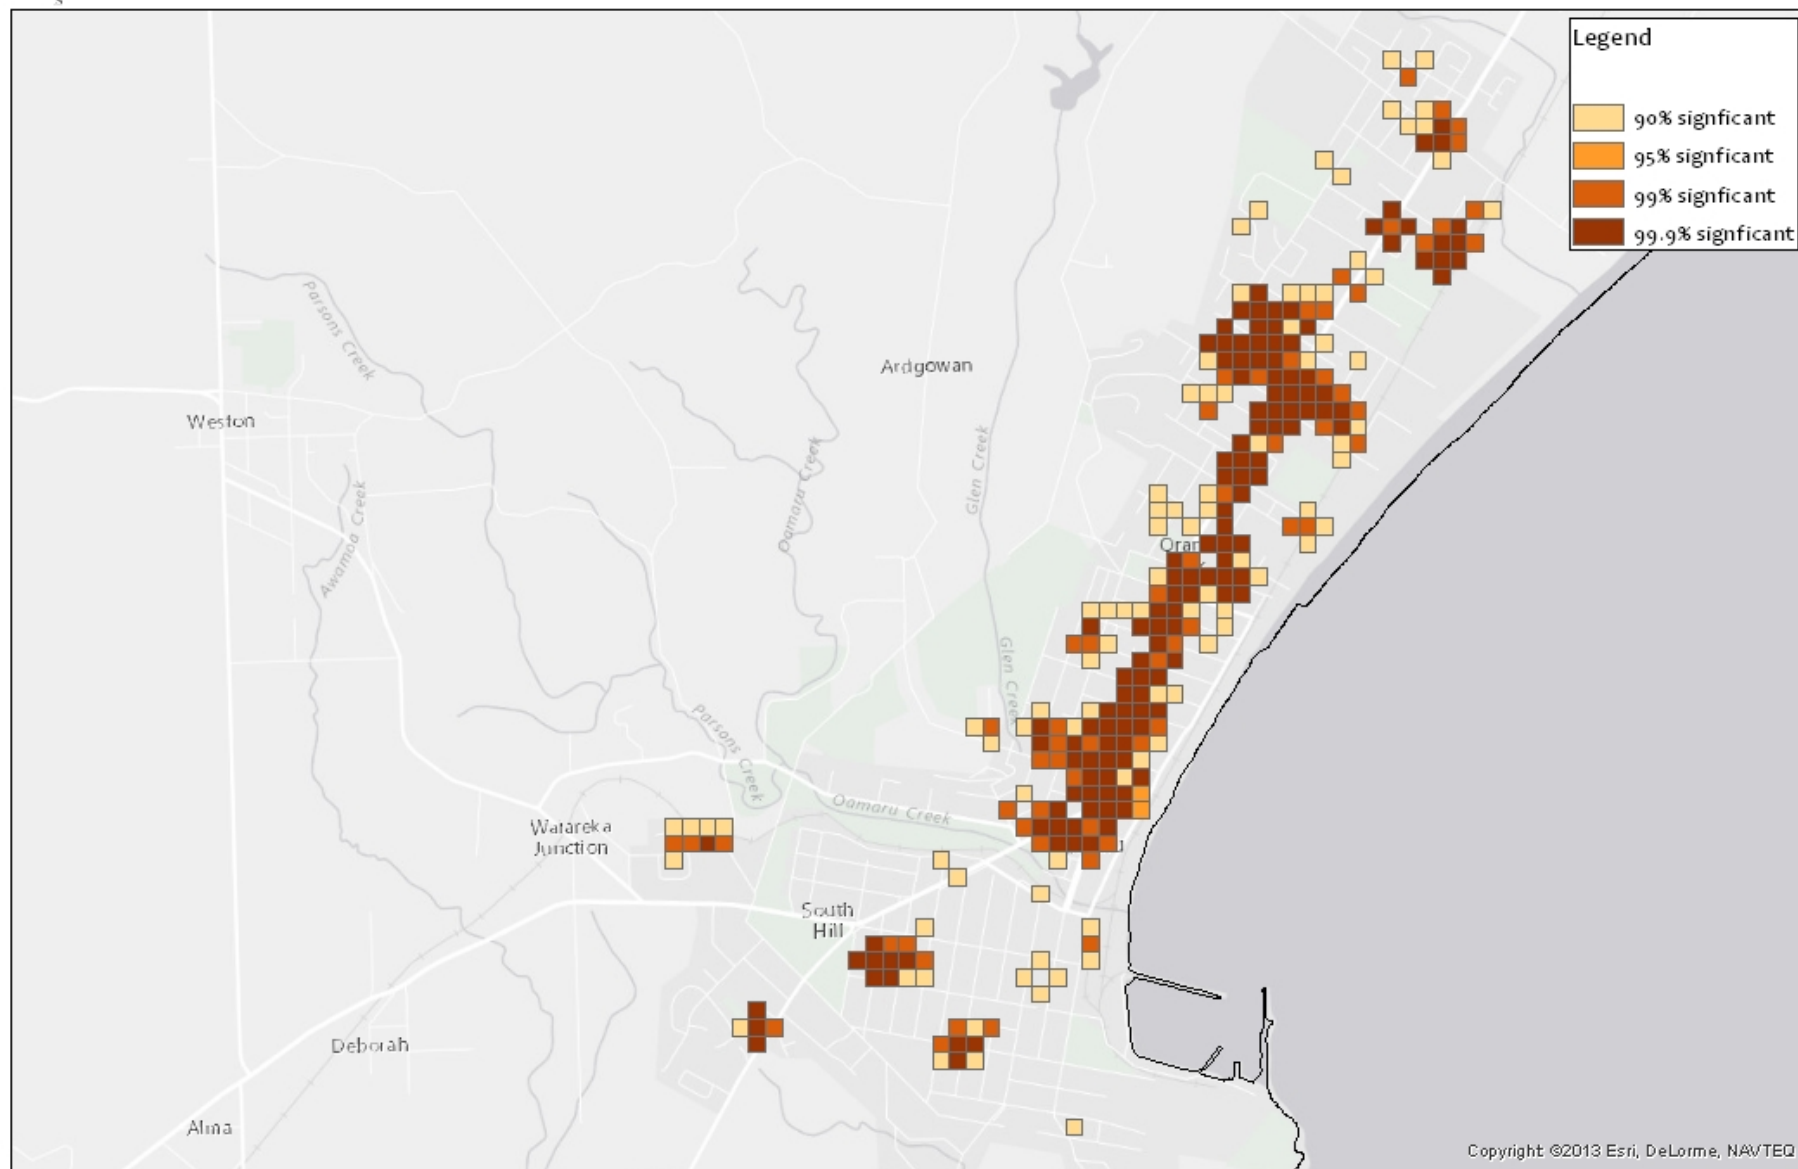 Legend
90% signficant
95% signficant
99% signficant
99.9% signficant
Parsons Creek
Ardgowan
Weston
Glen Creek
Oamaru Creek
Awamoa Creek
Oran
Glen Creek
Parsons Creek
Oamaru Creek
Waiareka
Junction
u
South
Hill
Deborah
Alma
Copyright ©2013 Esri, DeLorme, NAVTEQ